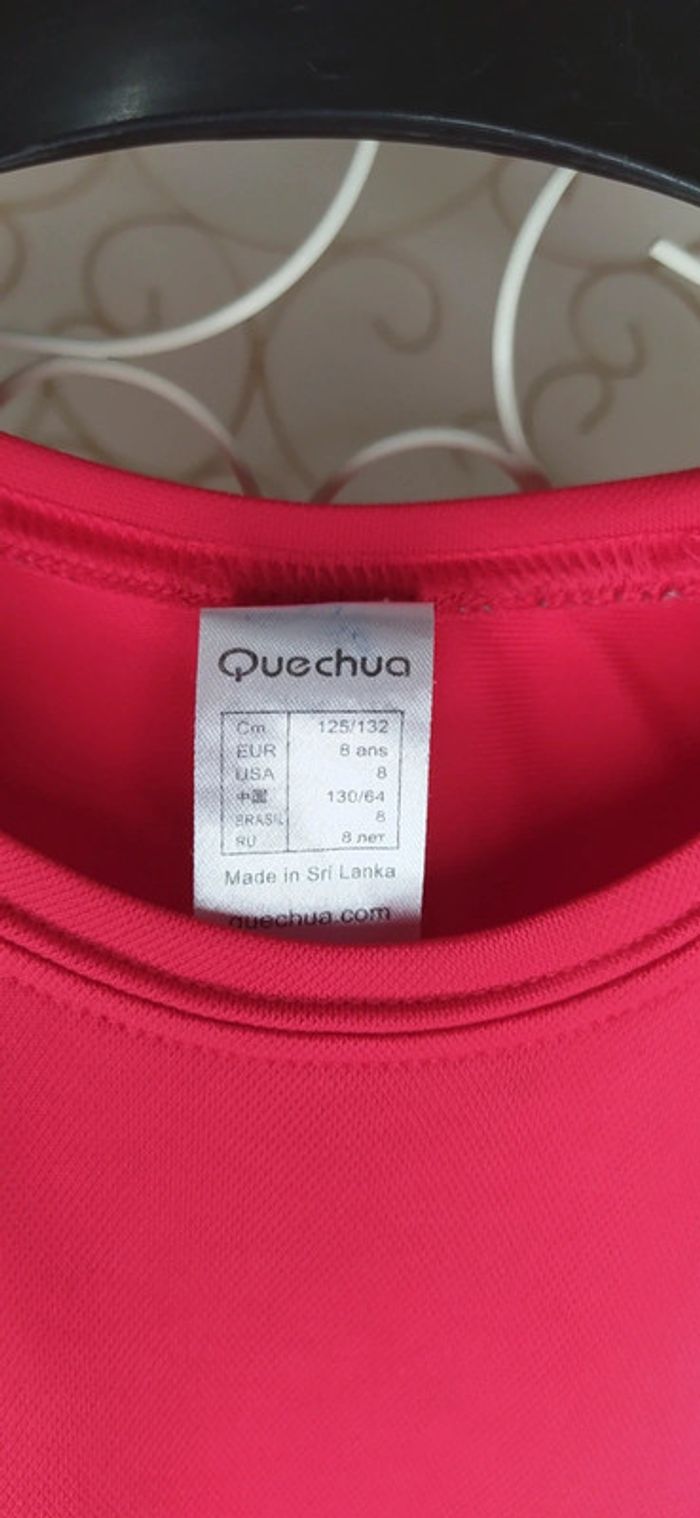 Quechua
Cm 125/132
EUR 8 ans
USA 8
中国 130/64
BRASIL 8
RU 8 лет
Made in Sri Lanka
quechua.com